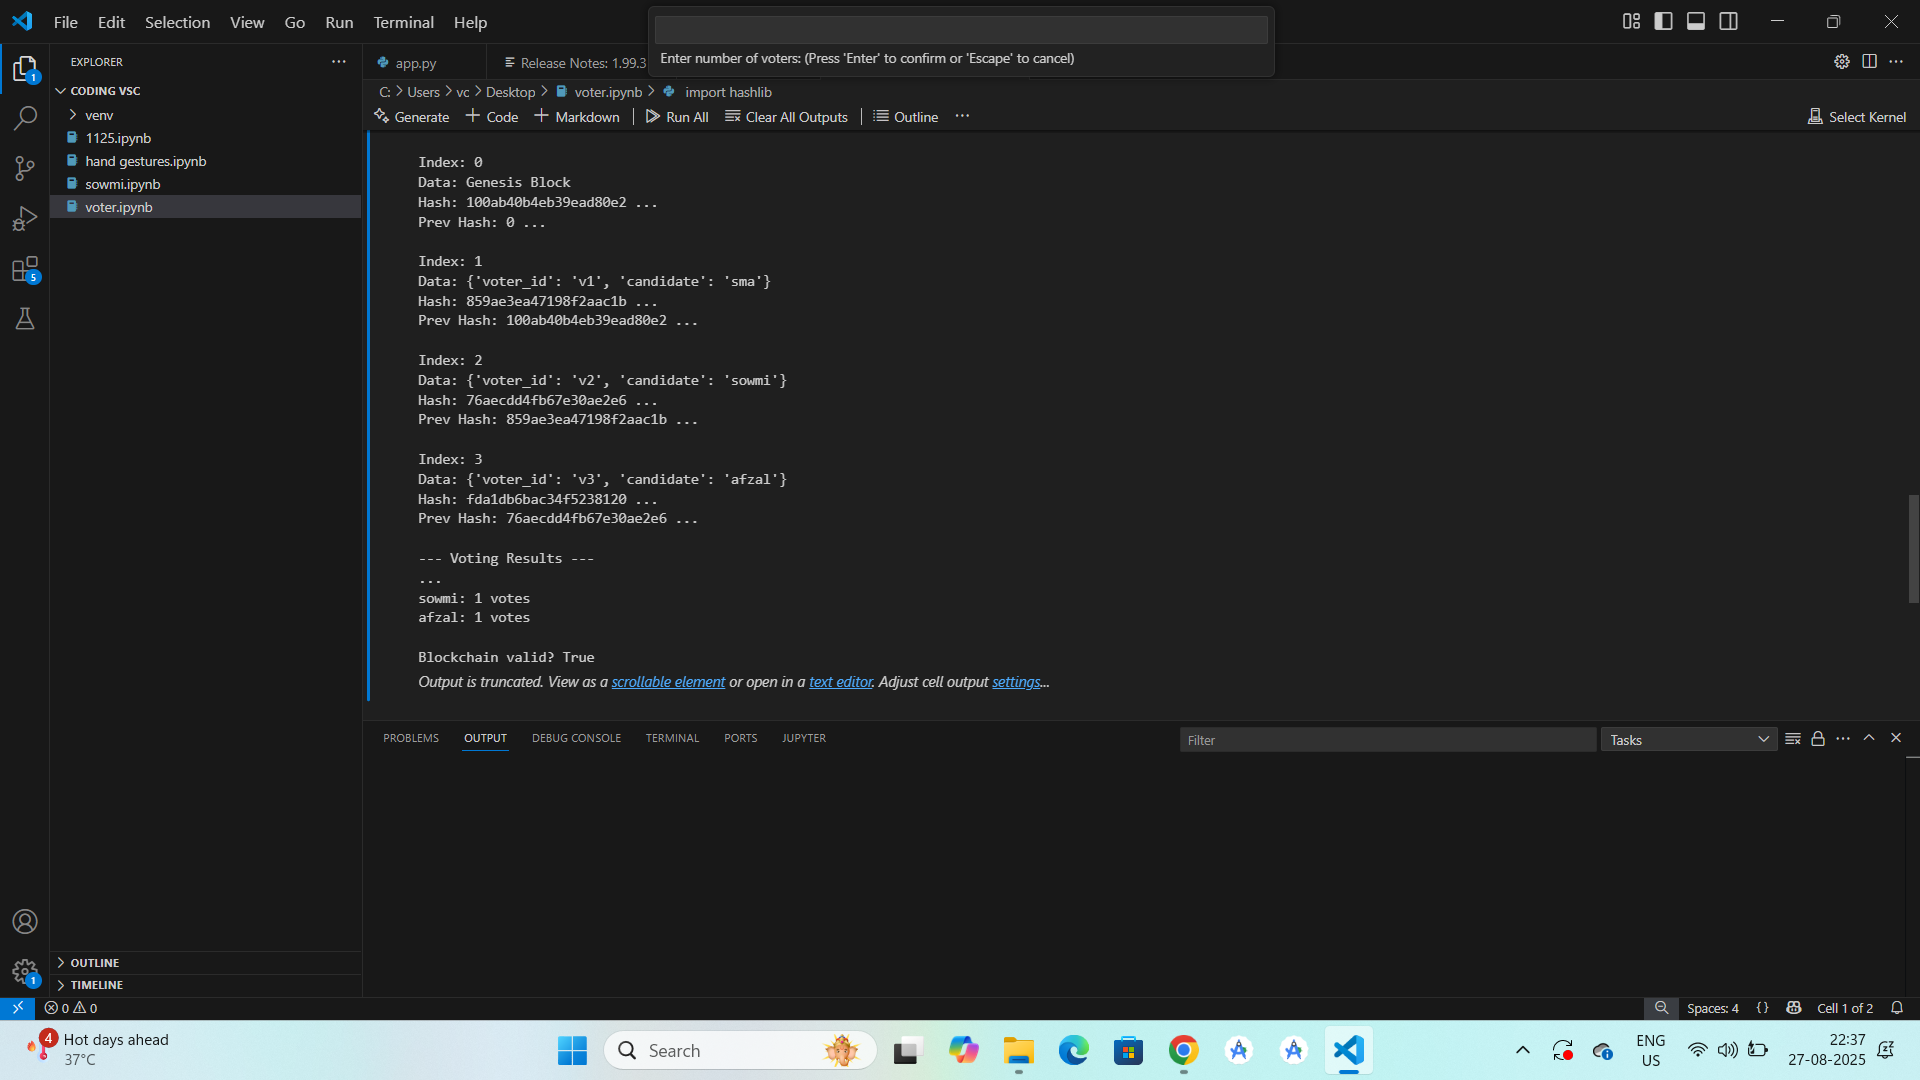 File Edit Selection View Go Run Terminal Help
Enter number of voters: (Press 'Enter' to confirm or 'Escape' to cancel)
EXPLORER
app.py
Release Notes: 1.99.3
CODING VSC
venv
1125.ipynb
hand gestures.ipynb
sowmi.ipynb
voter.ipynb
C: > Users > vc > Desktop > voter.ipynb > import hashlib
Generate + Code + Markdown | Run All Clear All Outputs | Outline ...
Select Kernel
Index: 0
Data: Genesis Block
Hash: 100ab40b4eb39ead80e2 ...
Prev Hash: 0 ...
Index: 1
Data: {'voter_id': 'v1', 'candidate': 'sma'}
Hash: 859ae3ea47198f2aac1b ...
Prev Hash: 100ab40b4eb39ead80e2 ...
Index: 2
Data: {'voter_id': 'v2', 'candidate': 'sowmi'}
Hash: 76aecdd4fb67e30ae2e6 ...
Prev Hash: 859ae3ea47198f2aac1b ...
Index: 3
Data: {'voter_id': 'v3', 'candidate': 'afzal'}
Hash: fda1db6bac34f5238120 ...
Prev Hash: 76aecdd4fb67e30ae2e6 ...
--- Voting Results ---
...
sowmi: 1 votes
afzal: 1 votes
Blockchain valid? True
Output is truncated. View as a scrollable element or open in a text editor. Adjust cell output settings...
PROBLEMS OUTPUT DEBUG CONSOLE TERMINAL PORTS JUPYTER
Filter
Tasks
OUTLINE
TIMELINE
1
5
1
0 0
Spaces: 4 {} Cell 1 of 2
4
Hot days ahead
37°C
Search
ENG
US
22:37
27-08-2025